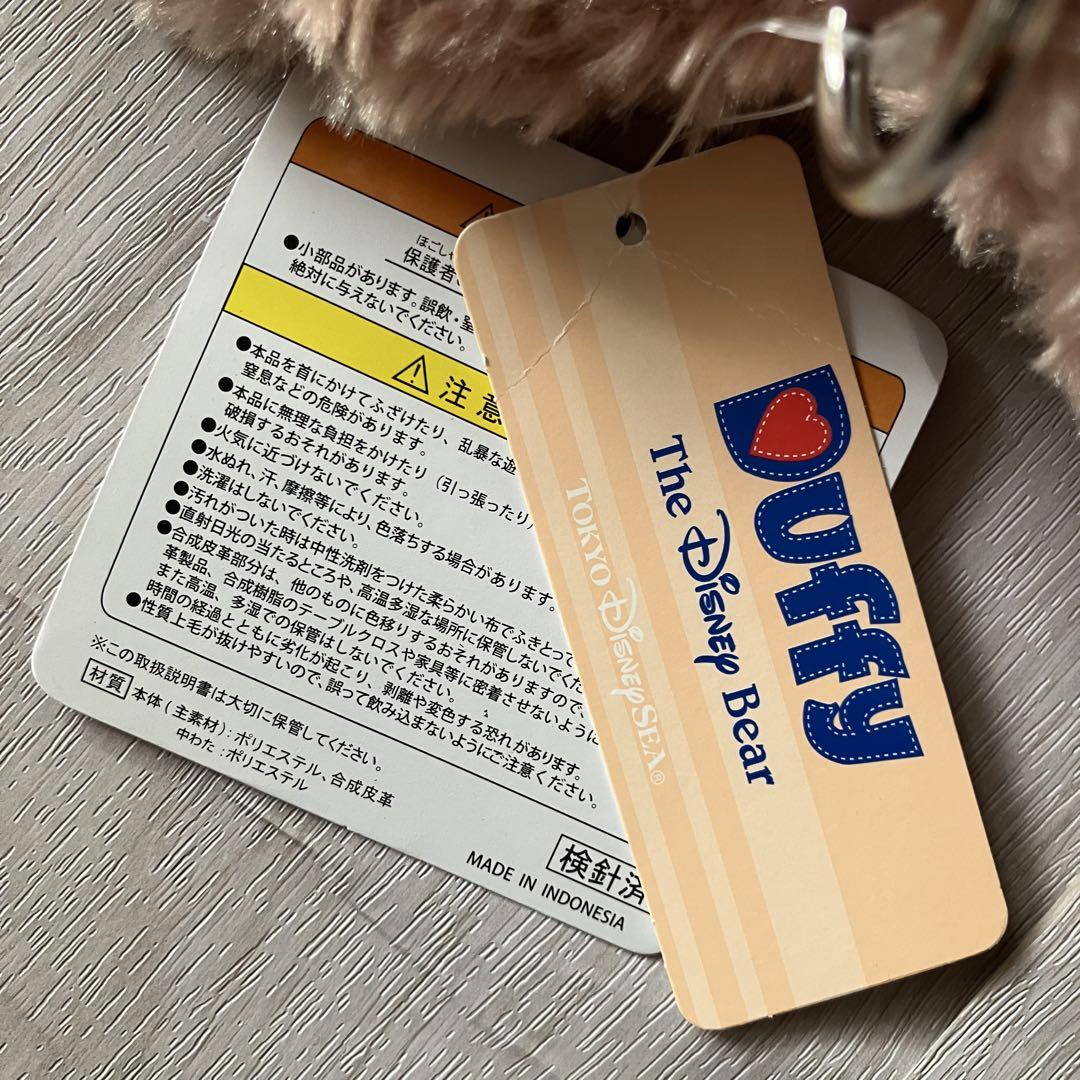 ほごしゃ
保護者
●小部品があります。誤飲・窒
絶対に与えないでください。
注意
●本品を首にかけてふざけたり、乱暴な遊
窒息などの危険があります。
●本品に無理な負担をかけたり（引っ張ったり
破損するおそれがあります。
●火気に近づけないでください。
●水ぬれ、汗、摩擦等により、色落ちする場合があります。
●洗濯はしないでください。
●汚れがついた時は中性洗剤をつけた柔らかい布でふきとって
●直射日光の当たるところや、高温多湿な場所に保管しないでくだ
●合成皮革部分は、他のものに色移りするおそれがありますので、
革製品、合成樹脂のテーブルクロスや家具等に密着させないように
また高温、多湿での保管はしないでください。
時間の経過とともに劣化が起こり、剥離や変色する恐れがあります。
●性質上毛が抜けやすいので、誤って飲み込まないようにご注意ください。
※この取扱説明書は大切に保管してください。
材質 本体（主素材）：ポリエステル、合成皮革
中わた：ポリエステル
検針済
MADE IN INDONESIA
Duffy
The Disney Bear
TOKYO DISNEY SEA®